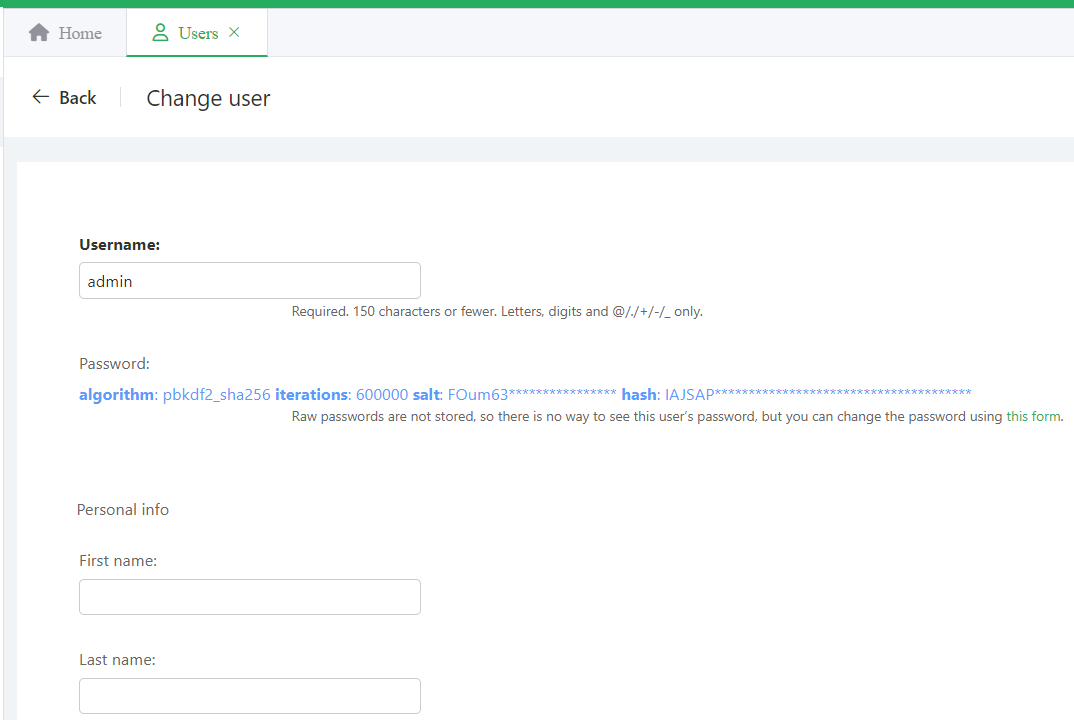 Home Users
Back Change user
Username:
admin
Required. 150 characters or fewer. Letters, digits and @/./+/-/_ only.
Password:
algorithm: pbkdf2_sha256 iterations: 600000 salt: FOum63**************** hash: IAJSAP**************************************
Raw passwords are not stored, so there is no way to see this user’s password, but you can change the password using this form.
Personal info
First name:
Last name: